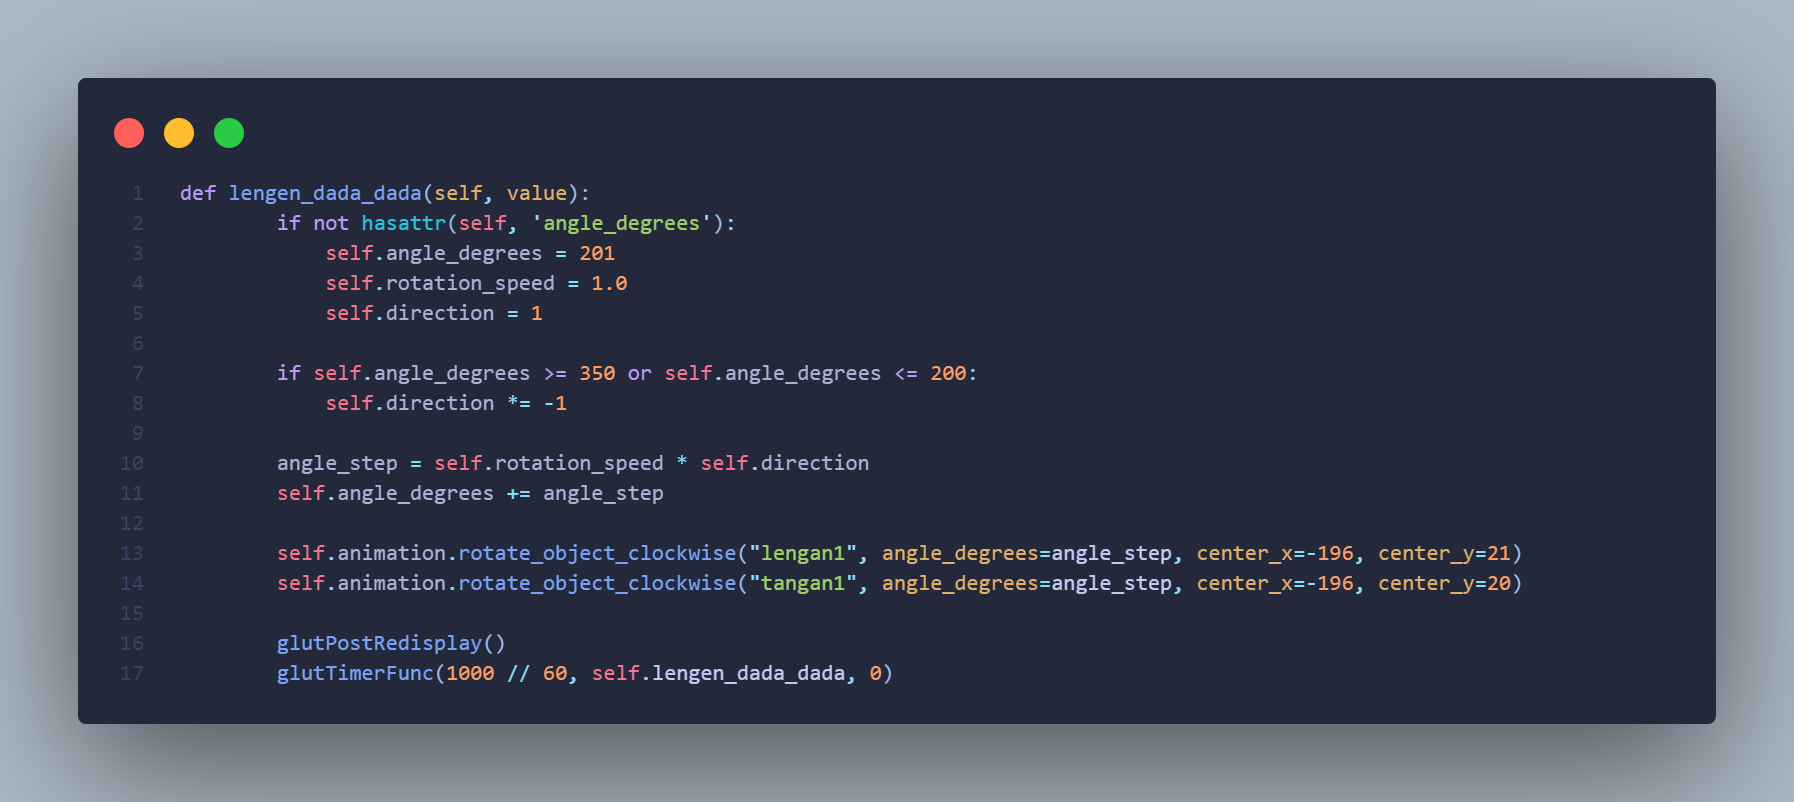 1 def lengen_dada_dada(self, value):
2 if not hasattr(self, 'angle_degrees'):
3 self.angle_degrees = 201
4 self.rotation_speed = 1.0
5 self.direction = 1
6
7 if self.angle_degrees >= 350 or self.angle_degrees <= 200:
8 self.direction *= -1
9
10 angle_step = self.rotation_speed * self.direction
11 self.angle_degrees += angle_step
12
13 self.animation.rotate_object_clockwise("lengan1", angle_degrees=angle_step, center_x=-196, center_y=21)
14 self.animation.rotate_object_clockwise("tangan1", angle_degrees=angle_step, center_x=-196, center_y=20)
15
16 glutPostRedisplay()
17 glutTimerFunc(1000 // 60, self.lengen_dada_dada, 0)